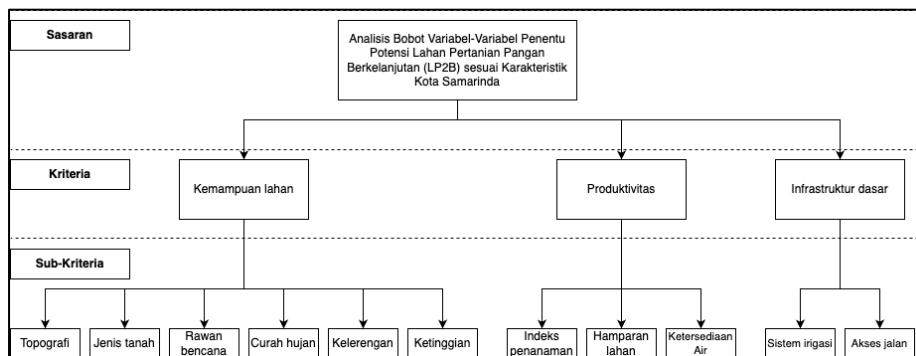 Sasaran
Analisis Bobot Variabel-Variabel Penentu
Potensi Lahan Pertanian Pangan
Berkelanjutan (LP2B) sesuai Karakteristik
Kota Samarinda
Kriteria
Kemampuan lahan
Produktivitas
Infrastruktur dasar
Sub-Kriteria
Topografi
Jenis tanah
Rawan
bencana
Curah hujan
Kelerengan
Ketinggian
Indeks
penanaman
Hamparan
lahan
Ketersediaan
Air
Sistem irigasi
Akses jalan